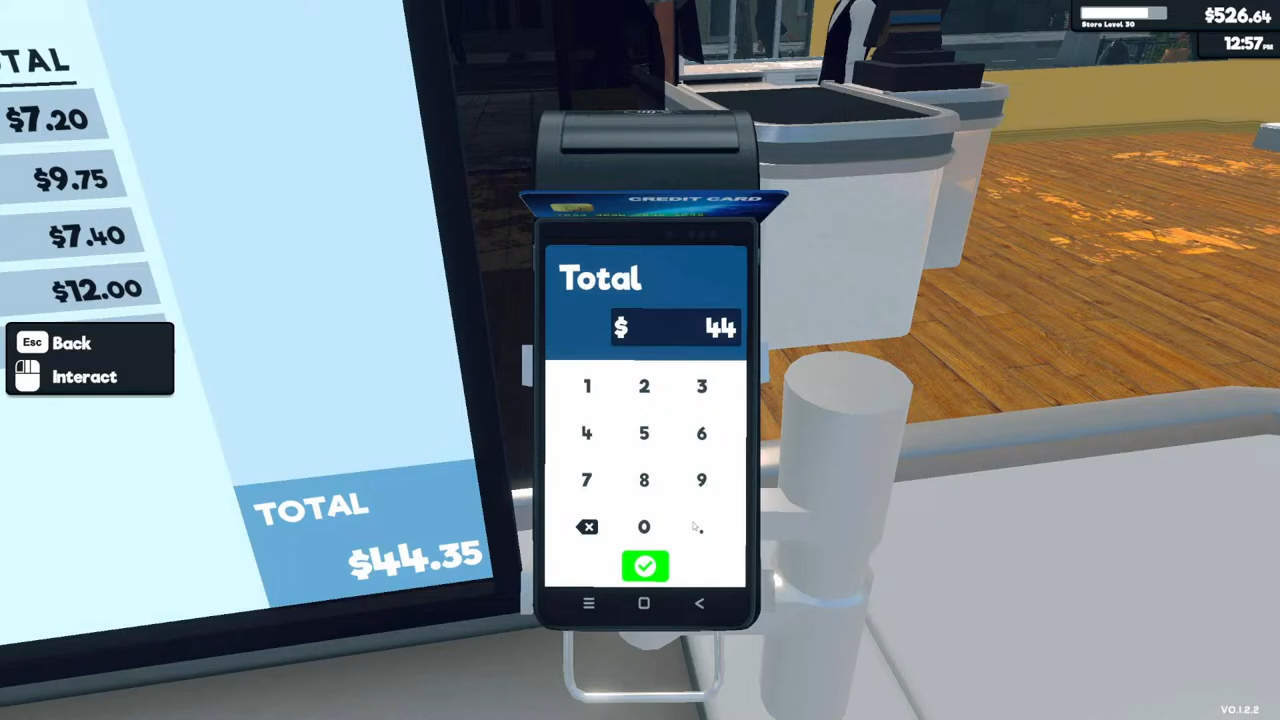 TAL
$7.20
$9.75
$7.40
$12.00
Esc Back
Interact
TOTAL
$44.35
CREDIT CARD
Total
$ 44
1 2 3
4 5 6
7 8 9
0 .
Store Level 30
$526.64
12:57PM
V0.1.2.2